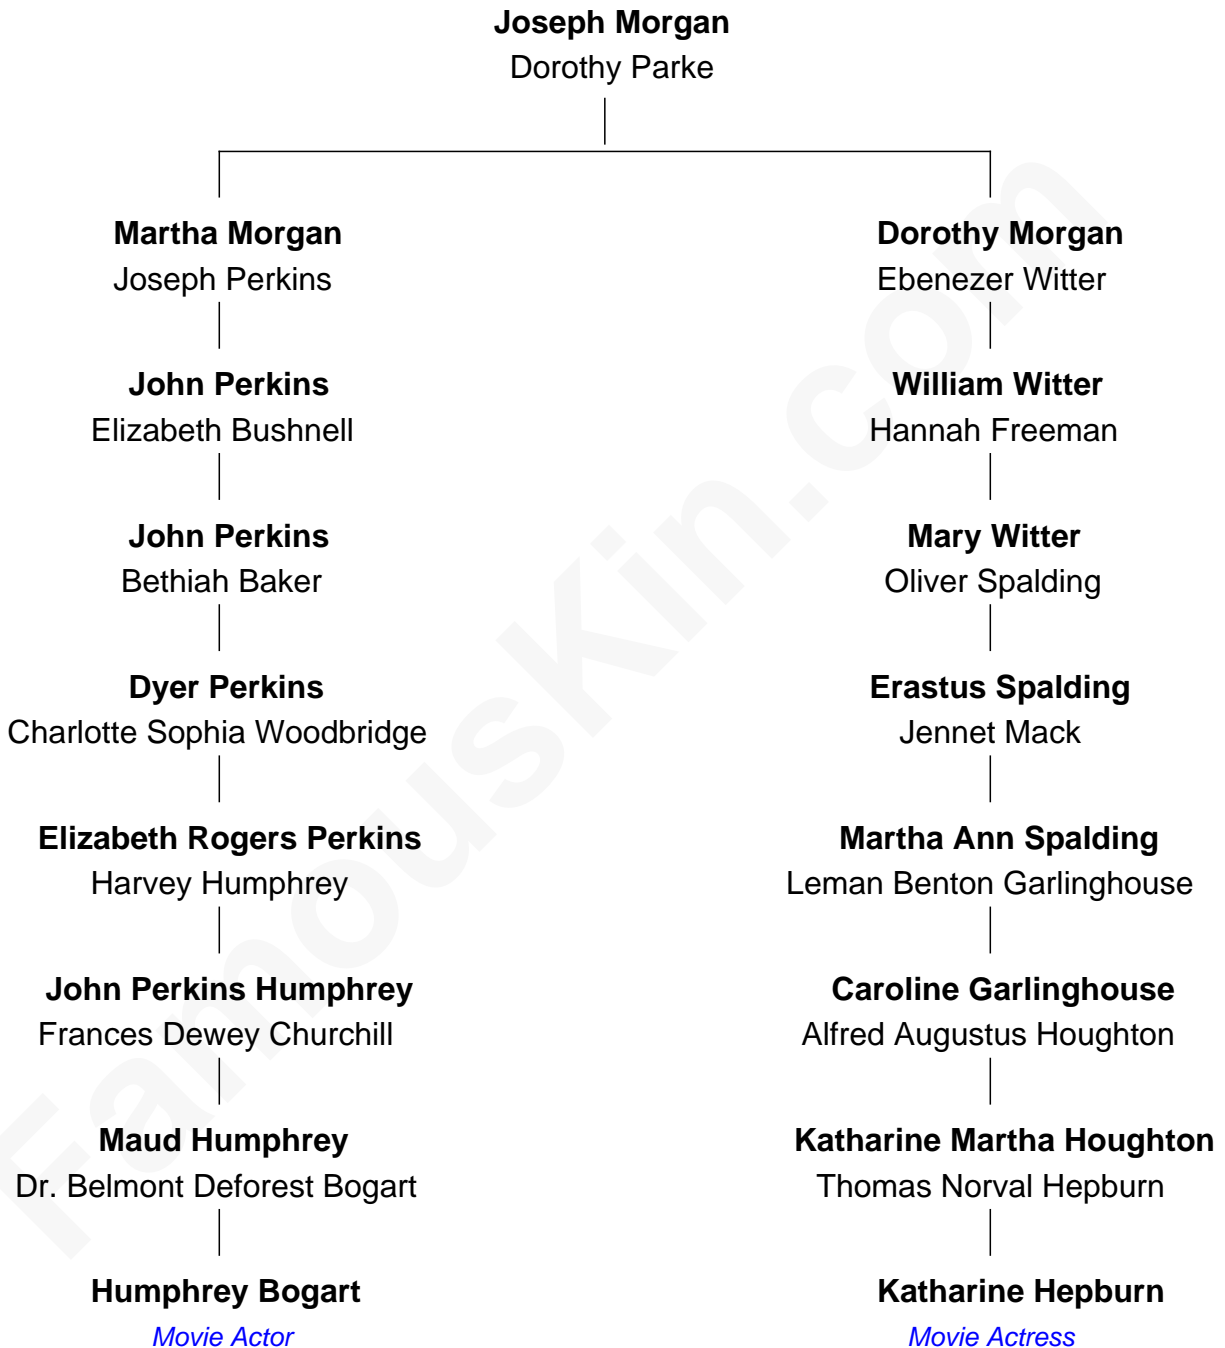 Joseph Morgan
Dorothy Parke
Martha Morgan
Joseph Perkins
Dorothy Morgan
Ebenezer Witter
John Perkins
Elizabeth Bushnell
William Witter
Hannah Freeman
John Perkins
Bethiah Baker
Mary Witter
Oliver Spalding
Dyer Perkins
Charlotte Sophia Woodbridge
Erastus Spalding
Jennet Mack
Elizabeth Rogers Perkins
Harvey Humphrey
Martha Ann Spalding
Leman Benton Garlinghouse
John Perkins Humphrey
Frances Dewey Churchill
Caroline Garlinghouse
Alfred Augustus Houghton
Maud Humphrey
Dr. Belmont Deforest Bogart
Katharine Martha Houghton
Thomas Norval Hepburn
Humphrey Bogart
Movie Actor
Katharine Hepburn
Movie Actress
FamousKin.com